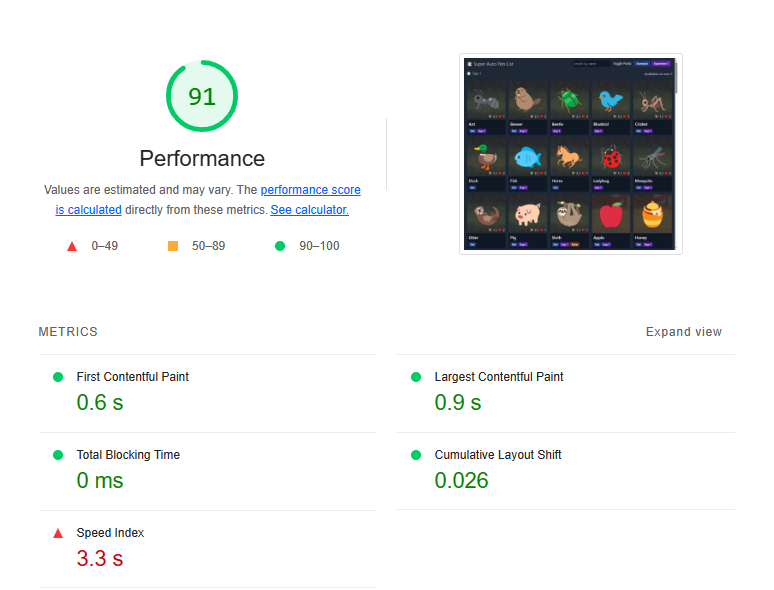 91
Performance
Values are estimated and may vary. The performance score
is calculated directly from these metrics. See calculator.
0–49
50–89
90–100
Super Auto Pets List
Ant
Beaver
Beetle
Bluebird
Cricket
Duck
Fish
Horse
Ladybug
Mosquito
Otter
Pig
Sloth
Apple
Honey
METRICS
Expand view
First Contentful Paint
0.6 s
Largest Contentful Paint
0.9 s
Total Blocking Time
0 ms
Cumulative Layout Shift
0.026
Speed Index
3.3 s